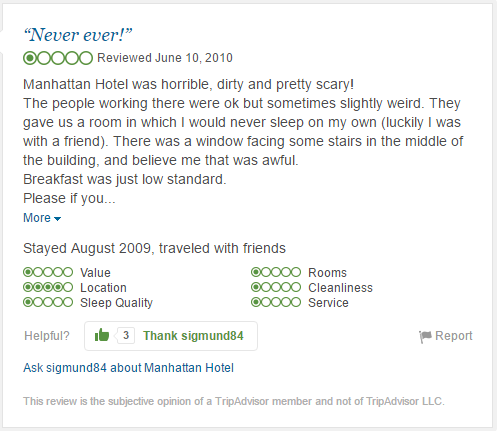 “Never ever!”
Reviewed June 10, 2010
Manhattan Hotel was horrible, dirty and pretty scary!
The people working there were ok but sometimes slightly weird. They
gave us a room in which I would never sleep on my own (luckily I was
with a friend). There was a window facing some stairs in the middle of
the building, and believe me that was awful.
Breakfast was just low standard.
Please if you...
More
Stayed August 2009, traveled with friends
Value Rooms
Location Cleanliness
Sleep Quality Service
Helpful? 3 Thank sigmund84 Report
Ask sigmund84 about Manhattan Hotel
This review is the subjective opinion of a TripAdvisor member and not of TripAdvisor LLC.